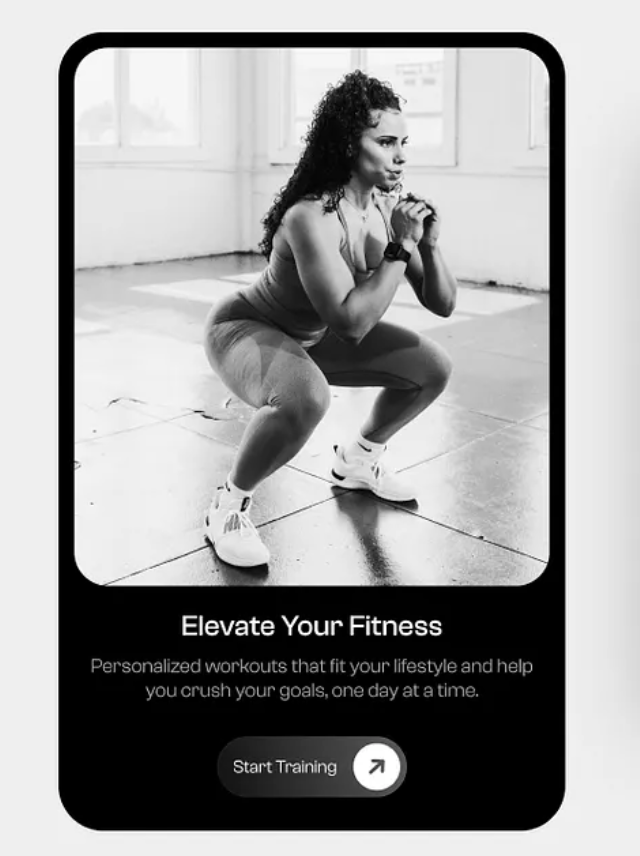 Elevate Your Fitness
Personalized workouts that fit your lifestyle and help
you crush your goals, one day at a time.
Start Training